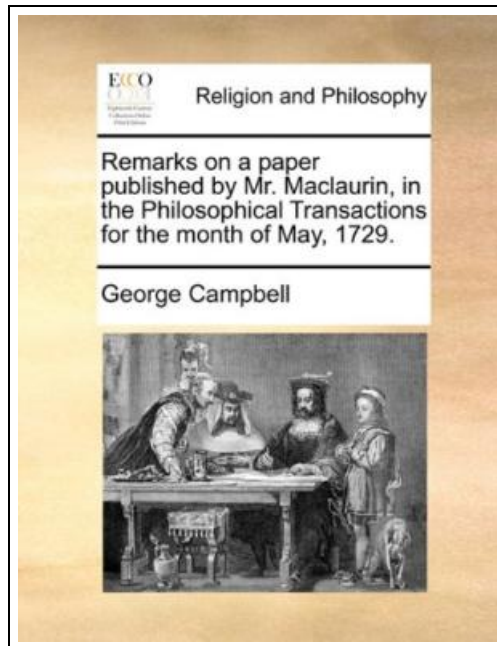 ECCO
Religion and Philosophy
Remarks on a paper
published by Mr. Maclaurin, in
the Philosophical Transactions
for the month of May, 1729.
George Campbell